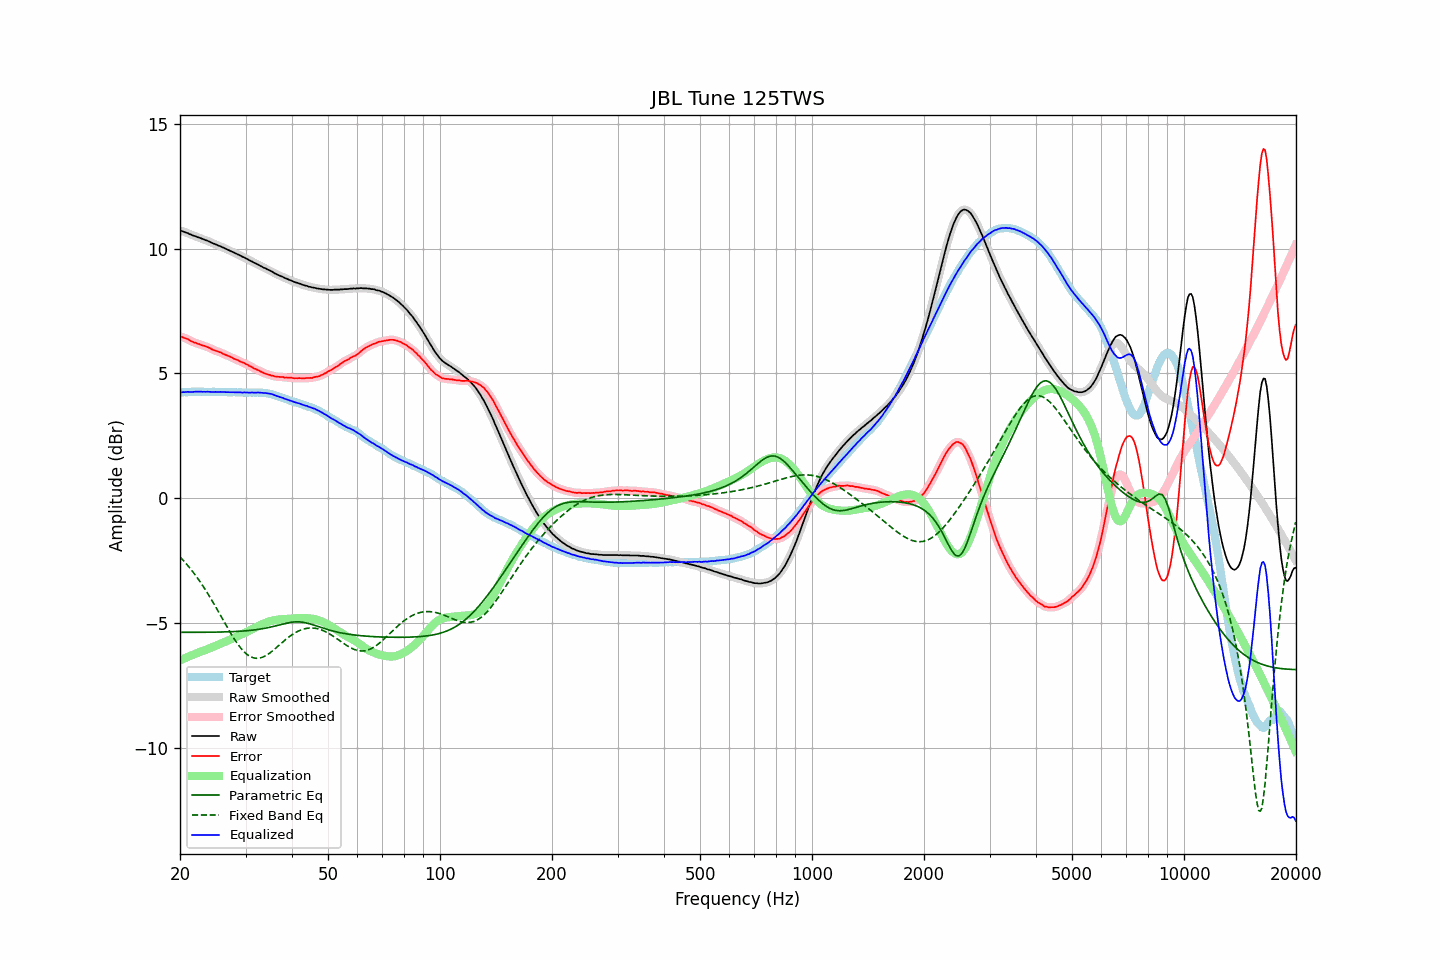 JBL Tune 125TWS
15
10
5
0
−5
−10
Amplitude (dBr)
Target
Raw Smoothed
Error Smoothed
Raw
Error
Equalization
Parametric Eq
Fixed Band Eq
Equalized
20 50 100 200 500 1000 2000 5000 10000 20000
Frequency (Hz)